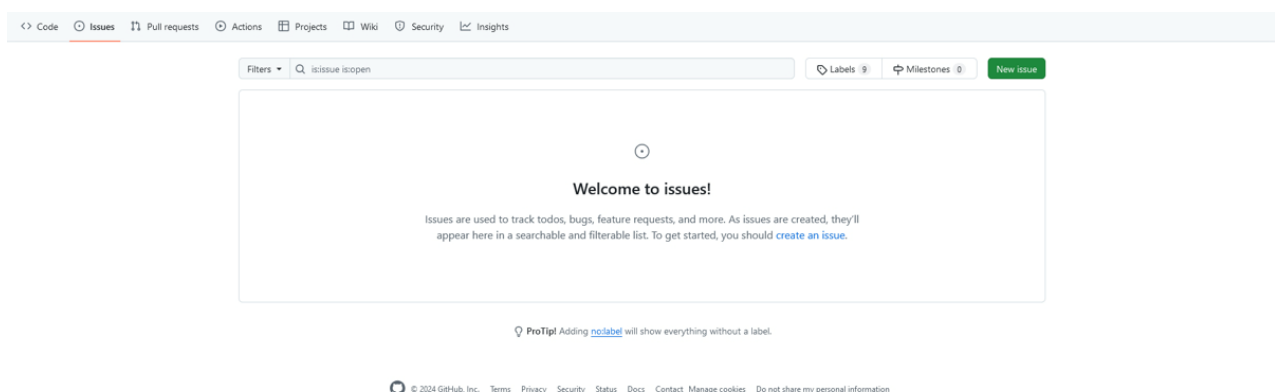 Code Issues Pull requests Actions Projects Wiki Security Insights
Filters is:issue is:open Labels 9 Milestones 0 New issue
Welcome to issues!
Issues are used to track todos, bugs, feature requests, and more. As issues are created, they'll
appear here in a searchable and filterable list. To get started, you should create an issue.
ProTip! Adding no:label will show everything without a label.
© 2024 GitHub, Inc. Terms Privacy Security Status Docs Contact Manage cookies Do not share my personal information